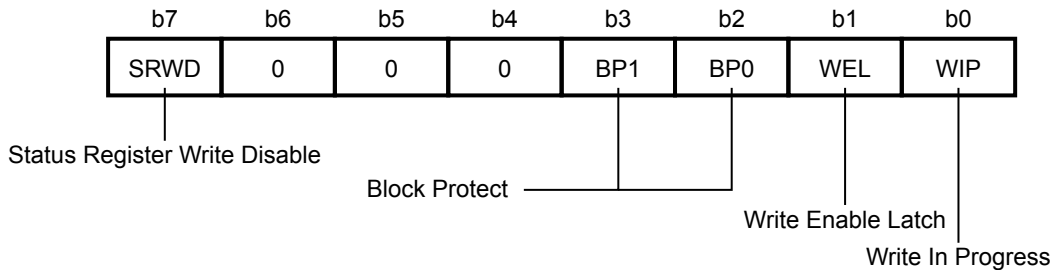 b7 b6 b5 b4 b3 b2 b1 b0
SRWD 0 0 0 BP1 BP0 WEL WIP
Status Register Write Disable
Block Protect
Write Enable Latch
Write In Progress